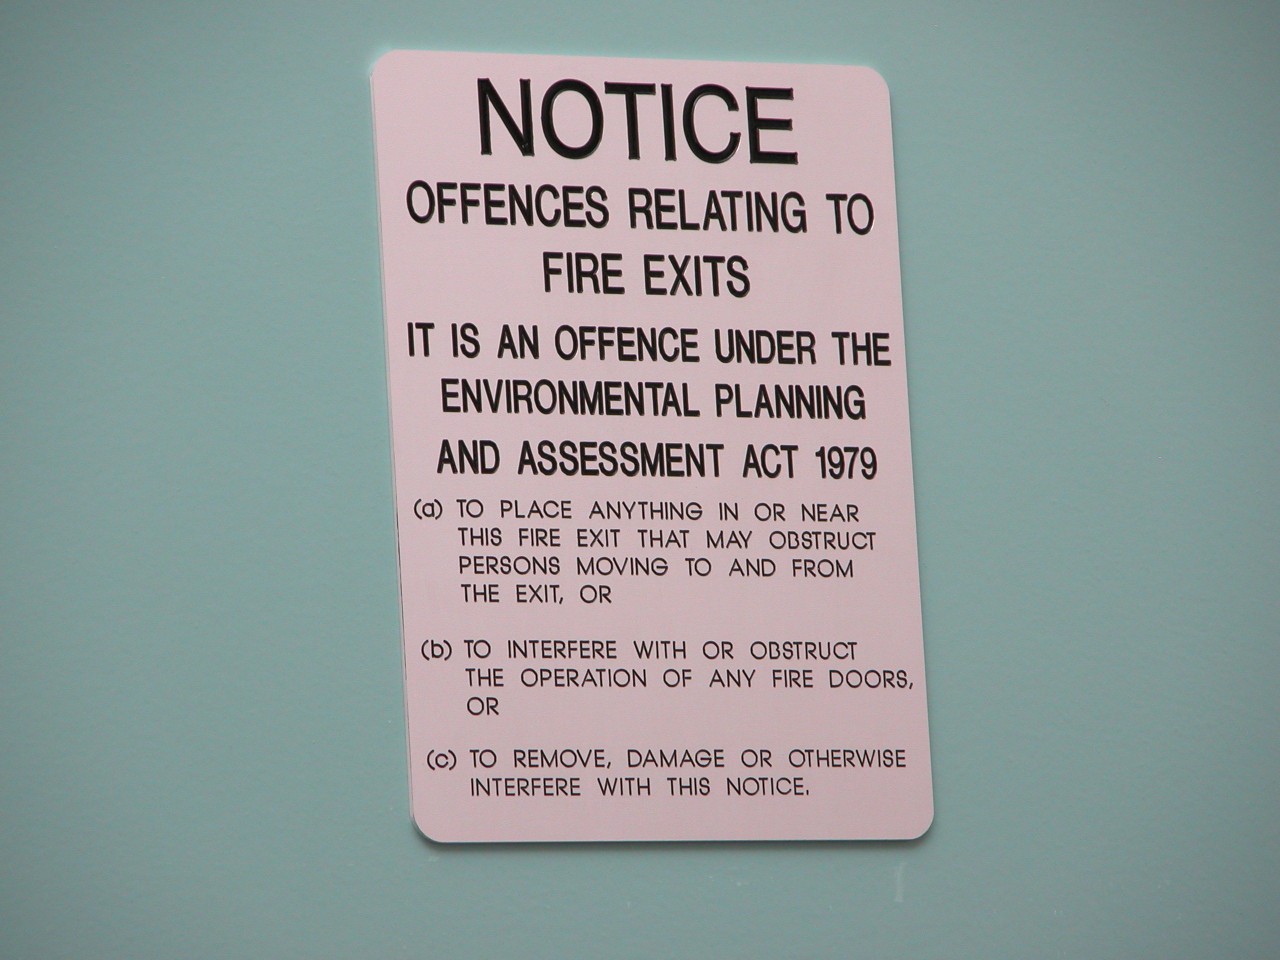 NOTICE
OFFENCES RELATING TO
FIRE EXITS
IT IS AN OFFENCE UNDER THE
ENVIRONMENTAL PLANNING
AND ASSESSMENT ACT 1979
(a) TO PLACE ANYTHING IN OR NEAR
THIS FIRE EXIT THAT MAY OBSTRUCT
PERSONS MOVING TO AND FROM
THE EXIT, OR
(b) TO INTERFERE WITH OR OBSTRUCT
THE OPERATION OF ANY FIRE DOORS,
OR
(c) TO REMOVE, DAMAGE OR OTHERWISE
INTERFERE WITH THIS NOTICE.